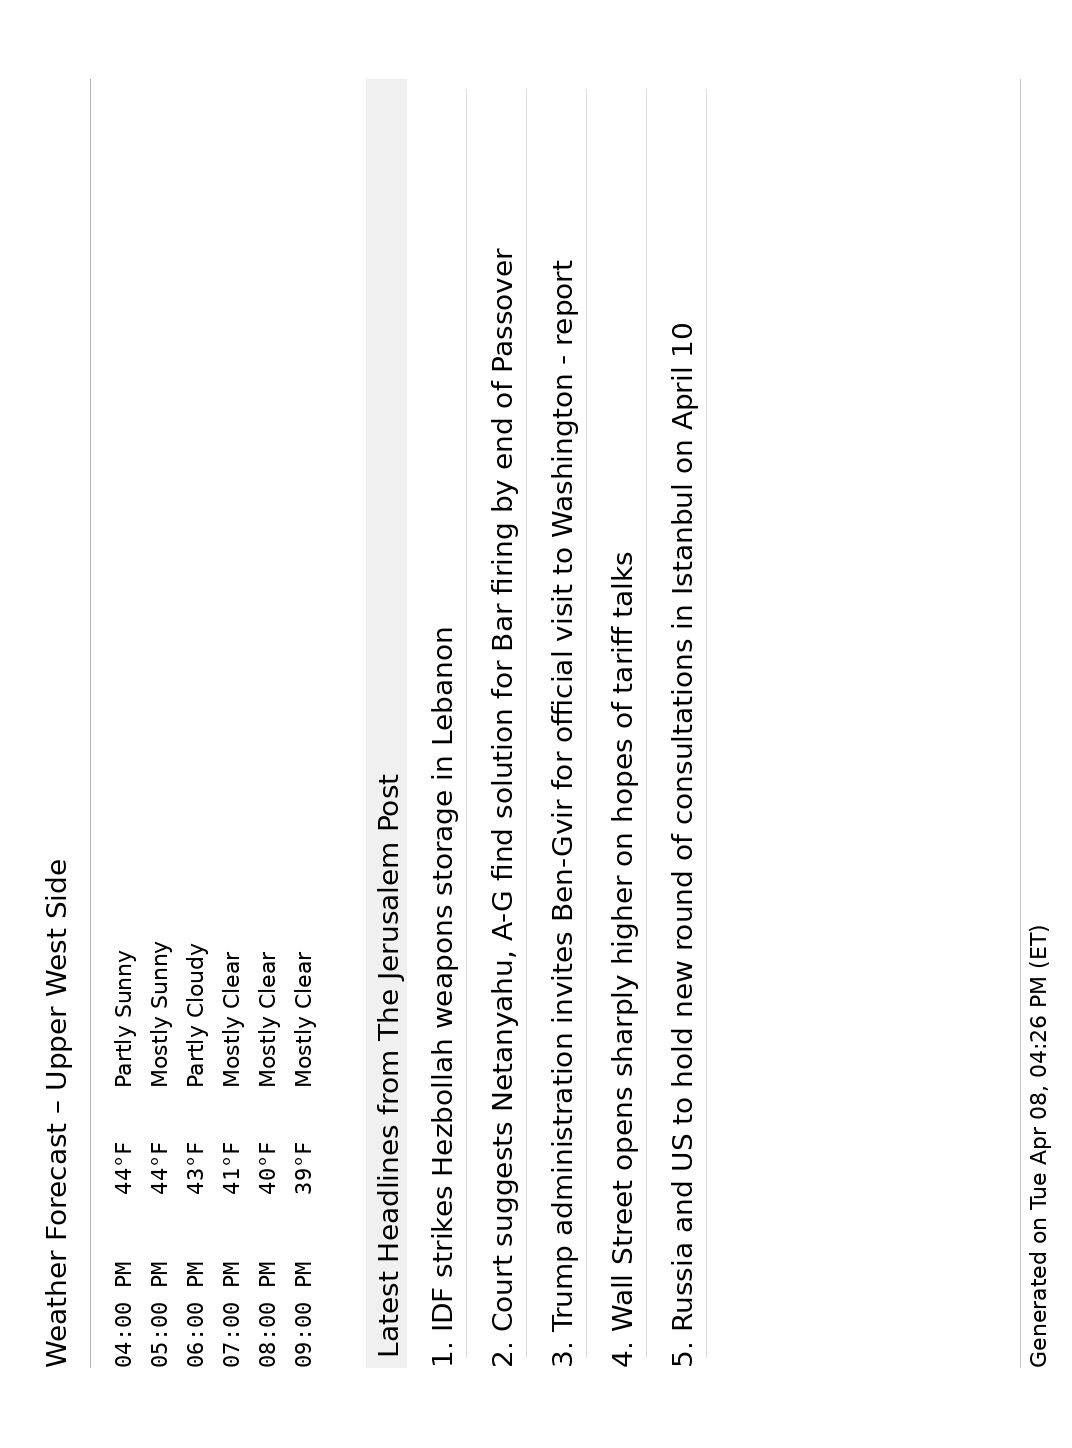 Weather Forecast – Upper West Side
04:00 PM 44°F Partly Sunny
05:00 PM 44°F Mostly Sunny
06:00 PM 43°F Partly Cloudy
07:00 PM 41°F Mostly Clear
08:00 PM 40°F Mostly Clear
09:00 PM 39°F Mostly Clear
Latest Headlines from The Jerusalem Post
1. IDF strikes Hezbollah weapons storage in Lebanon
2. Court suggests Netanyahu, A-G find solution for Bar firing by end of Passover
3. Trump administration invites Ben-Gvir for official visit to Washington - report
4. Wall Street opens sharply higher on hopes of tariff talks
5. Russia and US to hold new round of consultations in Istanbul on April 10
Generated on Tue Apr 08, 04:26 PM (ET)